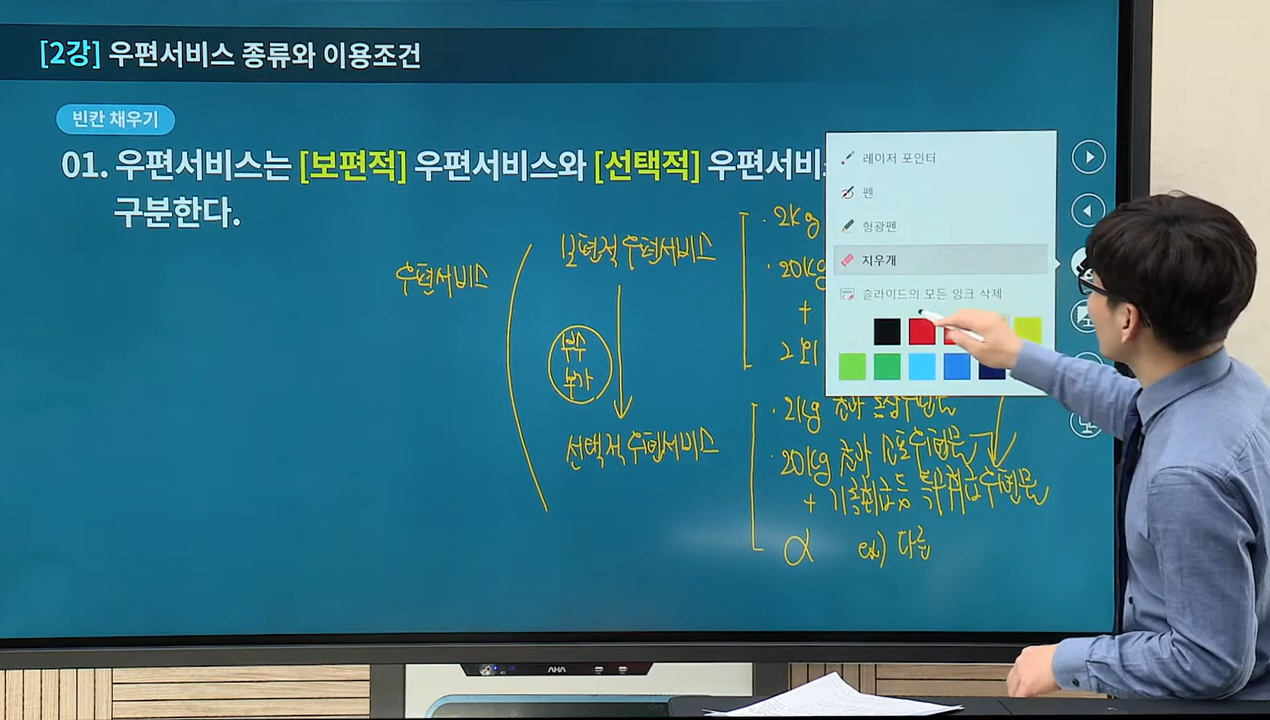 [2강] 우편서비스 종류와 이용조건
빈칸 채우기
01. 우편서비스는 [보편적] 우편서비스와 [선택적] 우편서비
구분한다.
레이저 포인터
펜
형광펜
지우개
슬라이드의 모든 잉크 삭제
우편서비스
보편적 우편서비스
· 2kg
· 20kg
+
우수
부가
선택적 우편서비스
· 2kg 초과 통상우편물
· 20kg 초과 소포우편물
+ 기록취급 등 특수취급우편물
α ex)
AHA